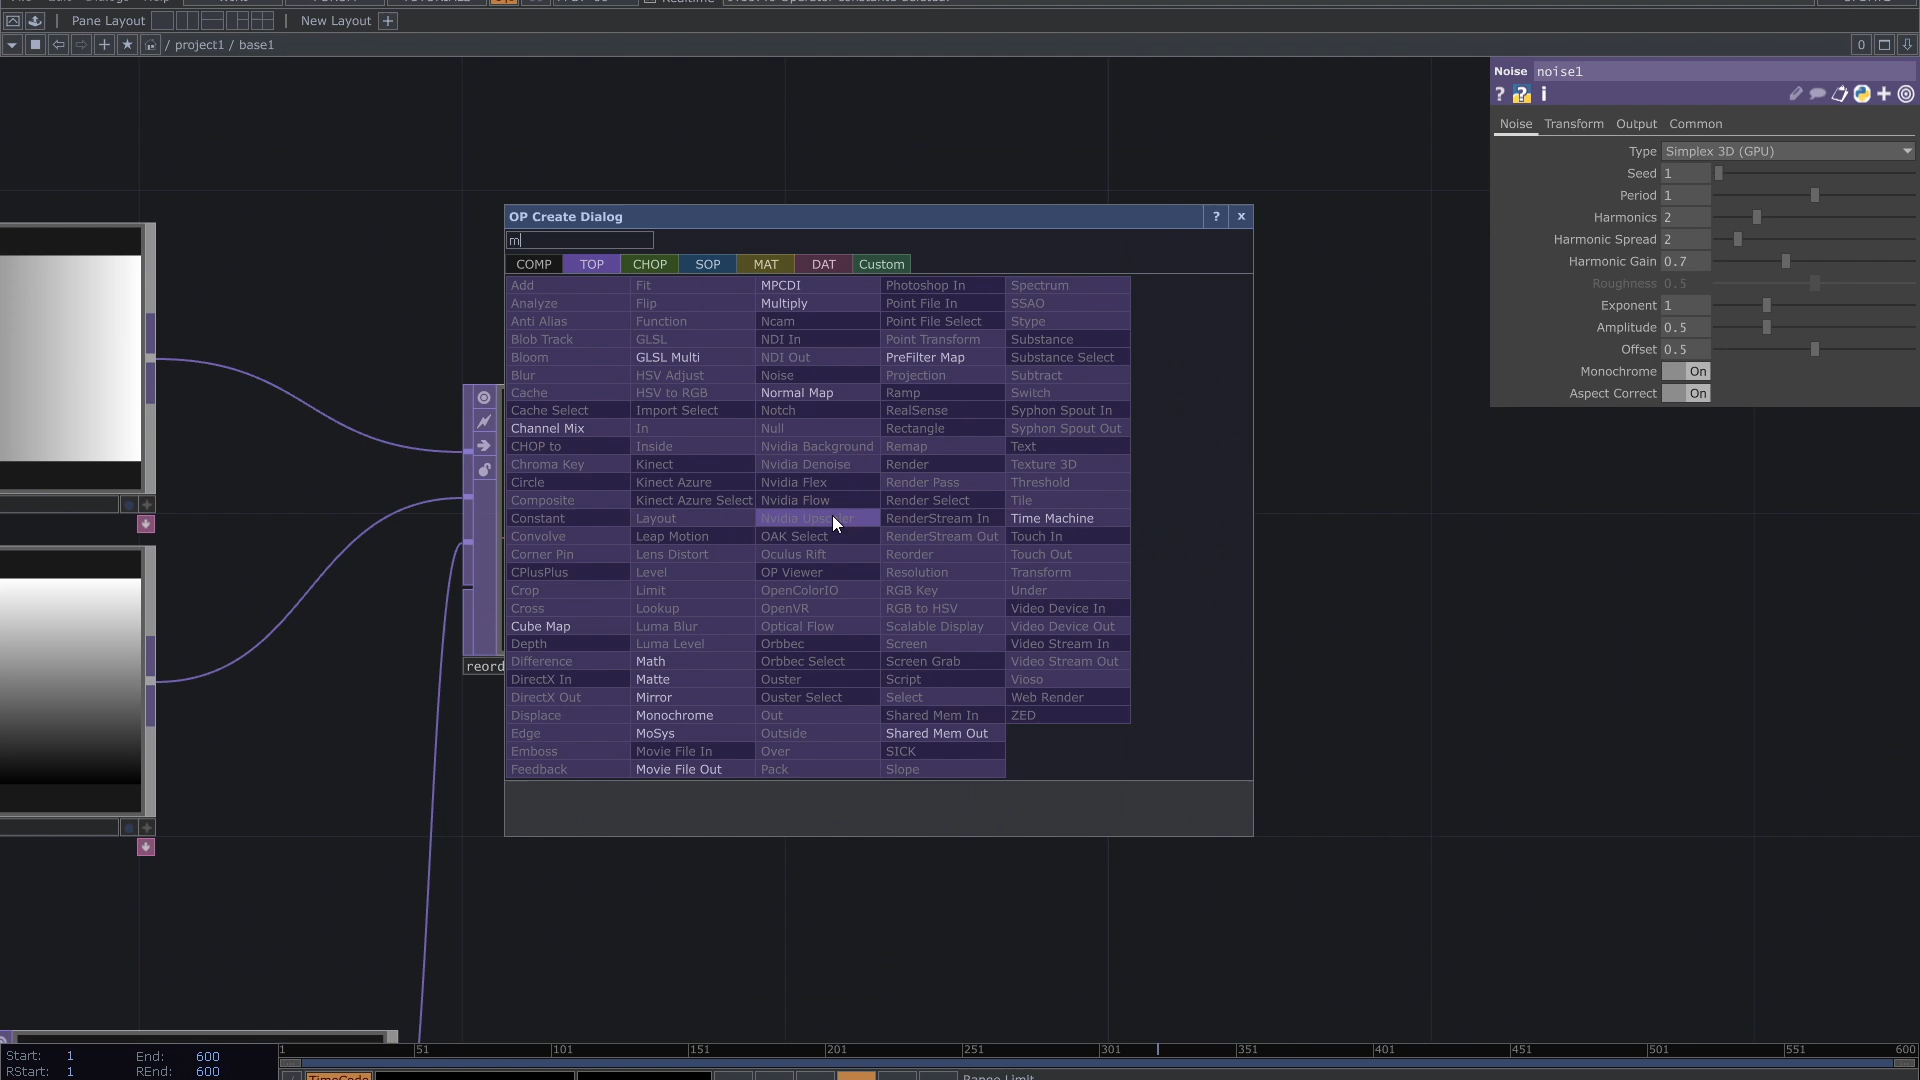 Realtime
Pane Layout
New Layout +
/ project1 / base1
0
Noise noise1
Noise Transform Output Common
Type Simplex 3D (GPU)
Seed 1
Period 1
Harmonics 2
Harmonic Spread 2
Harmonic Gain 0.7
Roughness 0.5
Exponent 1
Amplitude 0.5
Offset 0.5
Monochrome On
Aspect Correct On
OP Create Dialog ? x
m
COMP TOP CHOP SOP MAT DAT Custom
Add Fit MPCDI Photoshop In Spectrum
Analyze Flip Multiply Point File In SSAO
Anti Alias Function Ncam Point File Select Stype
Blob Track GLSL NDI In Point Transform Substance
Bloom GLSL Multi NDI Out PreFilter Map Substance Select
Blur HSV Adjust Noise Projection Subtract
Cache HSV to RGB Normal Map Ramp Switch
Cache Select Import Select Notch RealSense Syphon Spout In
Channel Mix In Null Rectangle Syphon Spout Out
CHOP to Inside Nvidia Background Remap Text
Chroma Key Kinect Nvidia Denoise Render Texture 3D
Circle Kinect Azure Nvidia Flex Render Pass Threshold
Composite Kinect Azure Select Nvidia Flow Render Select Tile
Constant Layout Nvidia RenderStream In Time Machine
Convolve Leap Motion OAK Select RenderStream Out Touch In
Corner Pin Lens Distort Oculus Rift Reorder Touch Out
CPlusPlus Level OP Viewer Resolution Transform
Crop Limit OpenColorIO RGB Key Under
Cross Lookup OpenVR RGB to HSV Video Device In
Cube Map Luma Blur Optical Flow Scalable Display Video Device Out
Depth Luma Level Orbbec Screen Video Stream In
Difference Math Orbbec Select Screen Grab Video Stream Out
DirectX In Matte Ouster Script Vioso
DirectX Out Mirror Ouster Select Select Web Render
Displace Monochrome Out Shared Mem In ZED
Edge MoSys Outside Shared Mem Out
Emboss Movie File In Over SICK
Feedback Movie File Out Pack Slope
reord
Start: 1 End: 600
RStart: 1 REnd: 600
1 51 101 151 201 251 301 351 401 451 501 551 600
TimeCode
Range Limit